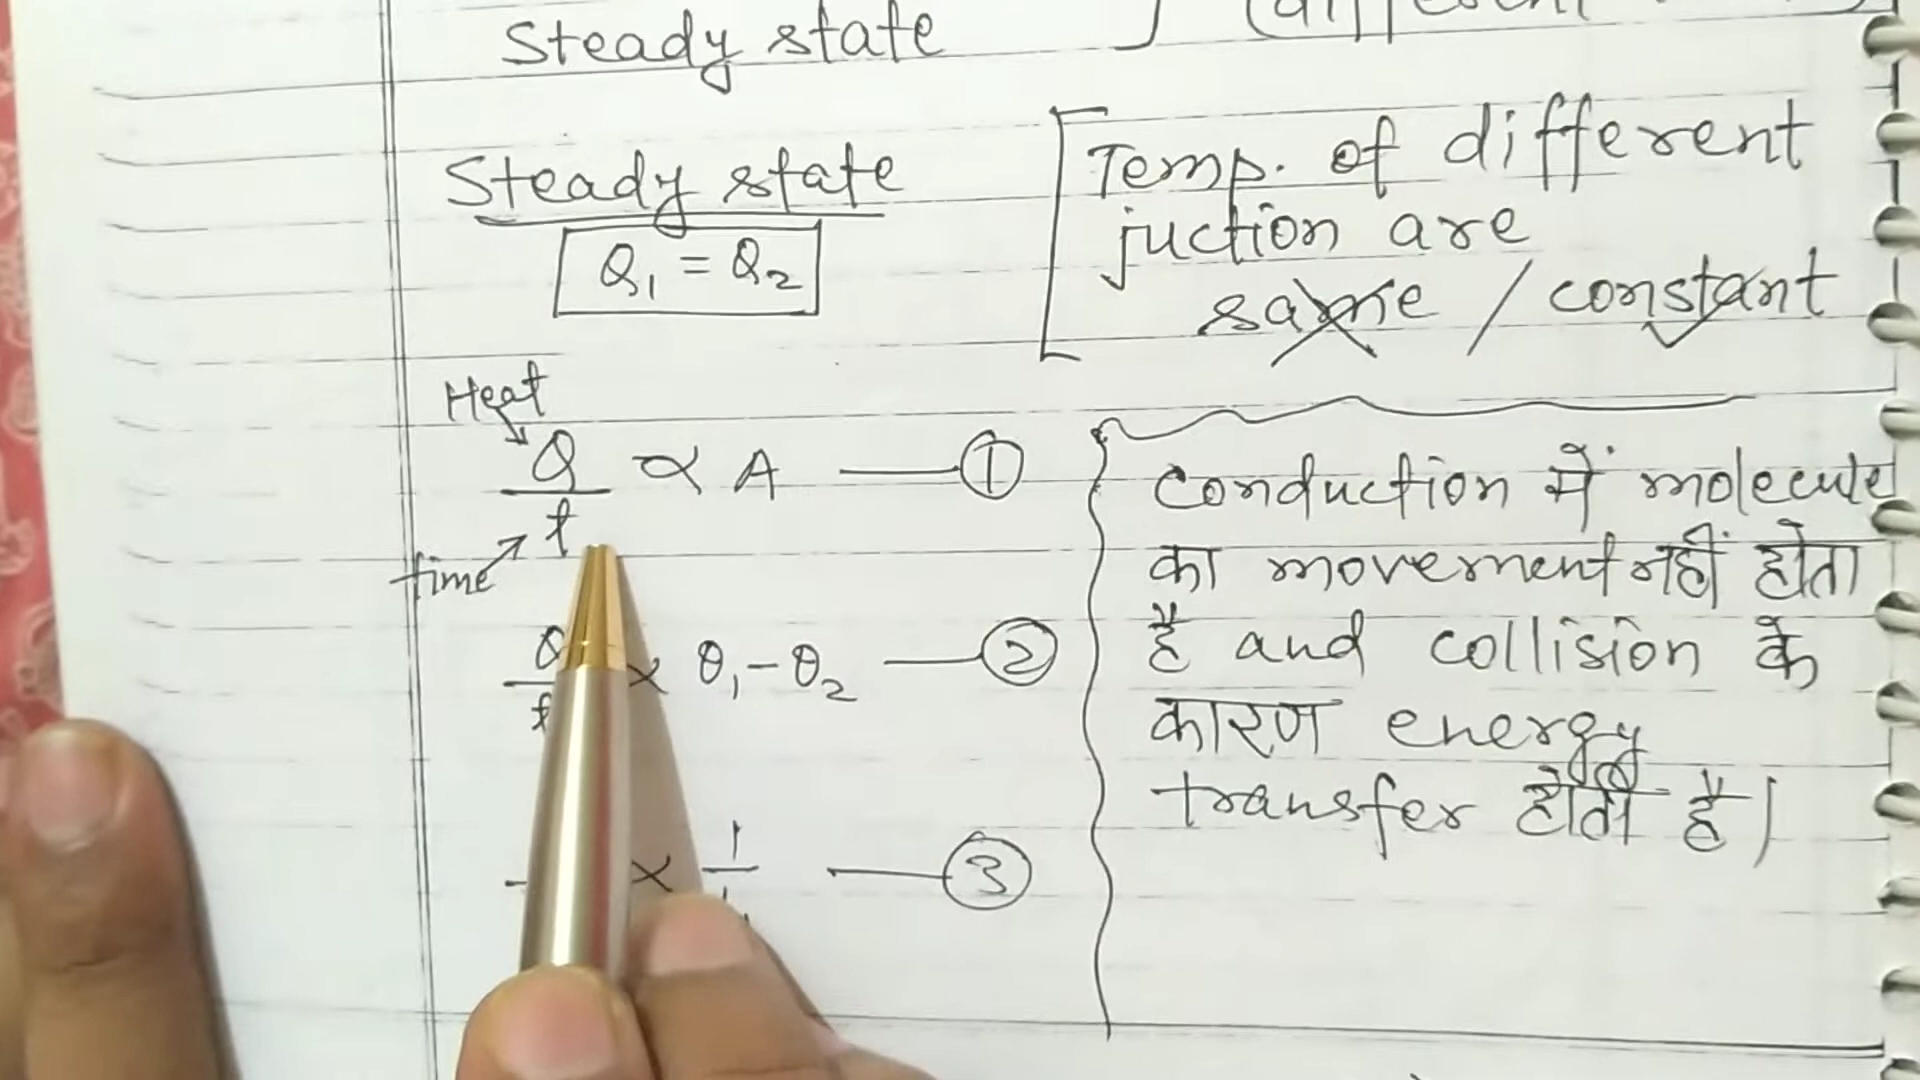 Steady state
Steady state
Q₁ = Q₂
Temp. of different
juction are
same / constant
Heat
Q/t ∝ A —— ①
time
Q/t ∝ θ₁ - θ₂ —— ②
∝ 1/ —— ③
Conduction में molecule
का movement नहीं होता
है and collision के
कारण energy
transfer होती है।